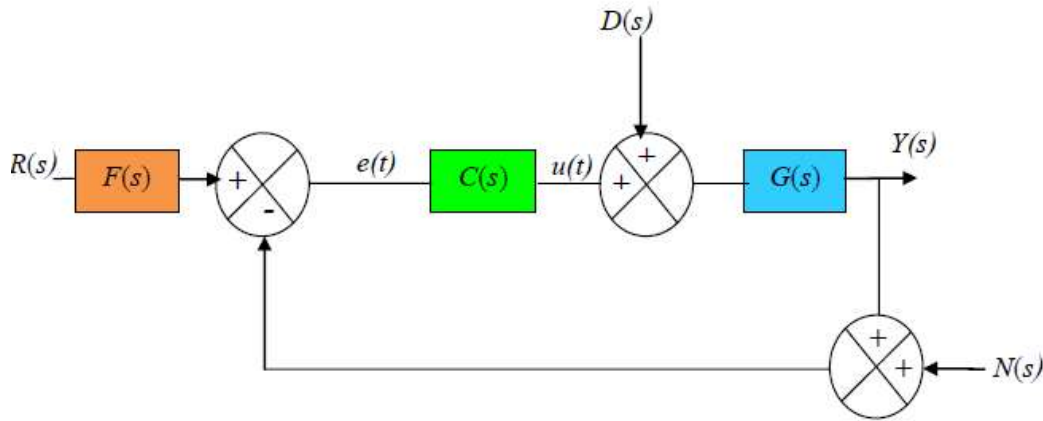 D(s)
R(s) F(s) + - e(t) C(s) u(t) + + G(s) Y(s)
+ + N(s)